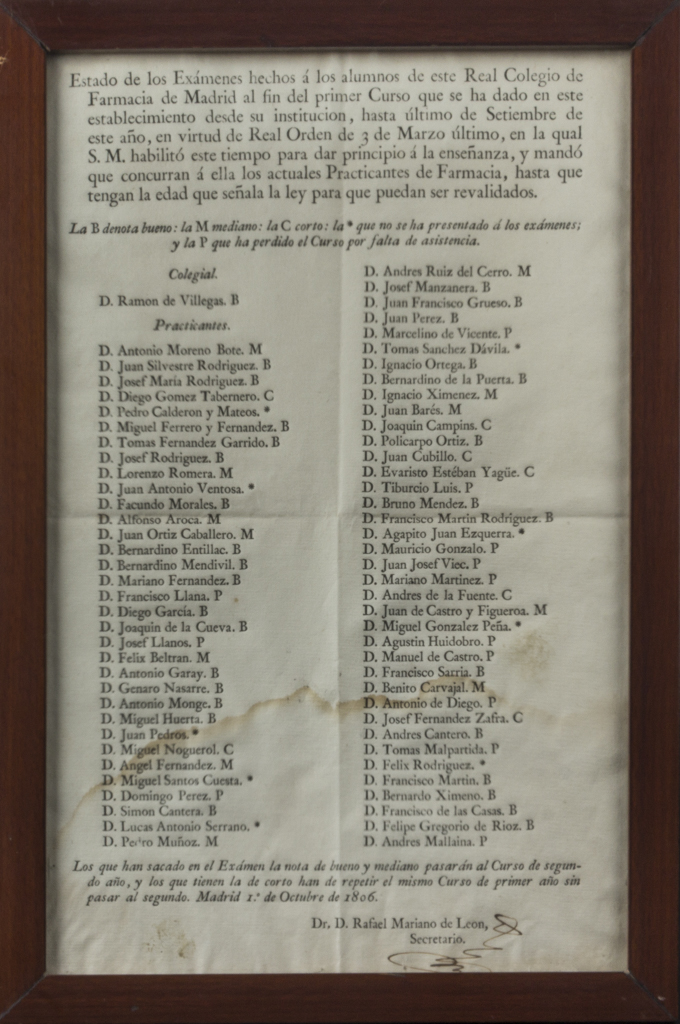 Estado de los Exámenes hechos á los alumnos de este Real Colegio de
Farmacia de Madrid al fin del primer Curso que se ha dado en este
establecimiento desde su institucion, hasta último de Setiembre de
este año, en virtud de Real Orden de 3 de Marzo último, en la qual
S. M. habilitó este tiempo para dar principio á la enseñanza, y mandó
que concurran á ella los actuales Practicantes de Farmacia, hasta que
tengan la edad que señala la ley para que puedan ser revalidados.
La B denota bueno: la M mediano: la C corto: la * que no se ha presentado á los exámenes;
y la P que ha perdido el Curso por falta de asistencia.
Colegial.
D. Ramon de Villegas. B
Practicantes.
D. Antonio Moreno Bote. M
D. Juan Silvestre Rodriguez. B
D. Josef María Rodriguez. B
D. Diego Gomez Tabernero. C
D. Pedro Calderon y Mateos. *
D. Miguel Ferrero y Fernandez. B
D. Tomas Fernandez Garrido. B
D. Josef Rodriguez. B
D. Lorenzo Romera. M
D. Juan Antonio Ventosa. *
D. Facundo Morales. B
D. Alfonso Aroca. M
D. Juan Ortiz Caballero. M
D. Bernardino Entillac. B
D. Bernardino Mendivil. B
D. Mariano Fernandez. B
D. Francisco Llana. P
D. Diego García. B
D. Joaquin de la Cueva. B
D. Josef Llanos. P
D. Felix Beltran. M
D. Antonio Garay. B
D. Genaro Nasarre. B
D. Antonio Monge. B
D. Miguel Huerta. B
D. Juan Pedros. *
D. Miguel Noguerol. C
D. Angel Fernandez. M
D. Miguel Santos Cuesta. *
D. Domingo Perez. P
D. Simon Cantera. B
D. Lucas Antonio Serrano. *
D. Pedro Muñoz. M
D. Andres Ruiz del Cerro. M
D. Josef Manzanera. B
D. Juan Francisco Grueso. B
D. Juan Perez. B
D. Marcelino de Vicente. P
D. Tomas Sanchez Dávila. *
D. Ignacio Ortega. B
D. Bernardino de la Puerta. B
D. Ignacio Ximenez. M
D. Juan Barés. M
D. Joaquin Campins. C
D. Policarpo Ortiz. B
D. Juan Cubillo. C
D. Evaristo Estéban Yagüe. C
D. Tiburcio Luis. P
D. Bruno Mendez. B
D. Francisco Martin Rodriguez. B
D. Agapito Juan Ezquerra. *
D. Mauricio Gonzalo. P
D. Juan Josef Viec. P
D. Mariano Martinez. P
D. Andres de la Fuente. C
D. Juan de Castro y Figueroa. M
D. Miguel Gonzalez Peña. *
D. Agustin Huidobro. P
D. Manuel de Castro. P
D. Francisco Sarria. B
D. Benito Carvajal. M
D. Antonio de Diego. P
D. Josef Fernandez Zafra. C
D. Andres Cantero. B
D. Tomas Malpartida. P
D. Felix Rodriguez. *
D. Francisco Martin. B
D. Bernardo Ximeno. B
D. Francisco de las Casas. B
D. Felipe Gregorio de Rioz. B
D. Andres Mallaina. P
Los que han sacado en el Exámen la nota de bueno y mediano pasarán al Curso de segun-
do año, y los que tienen la de corto han de repetir el mismo Curso de primer año sin
pasar al segundo. Madrid 1.º de Octubre de 1806.
Dr. D. Rafael Mariano de Leon,
Secretario.